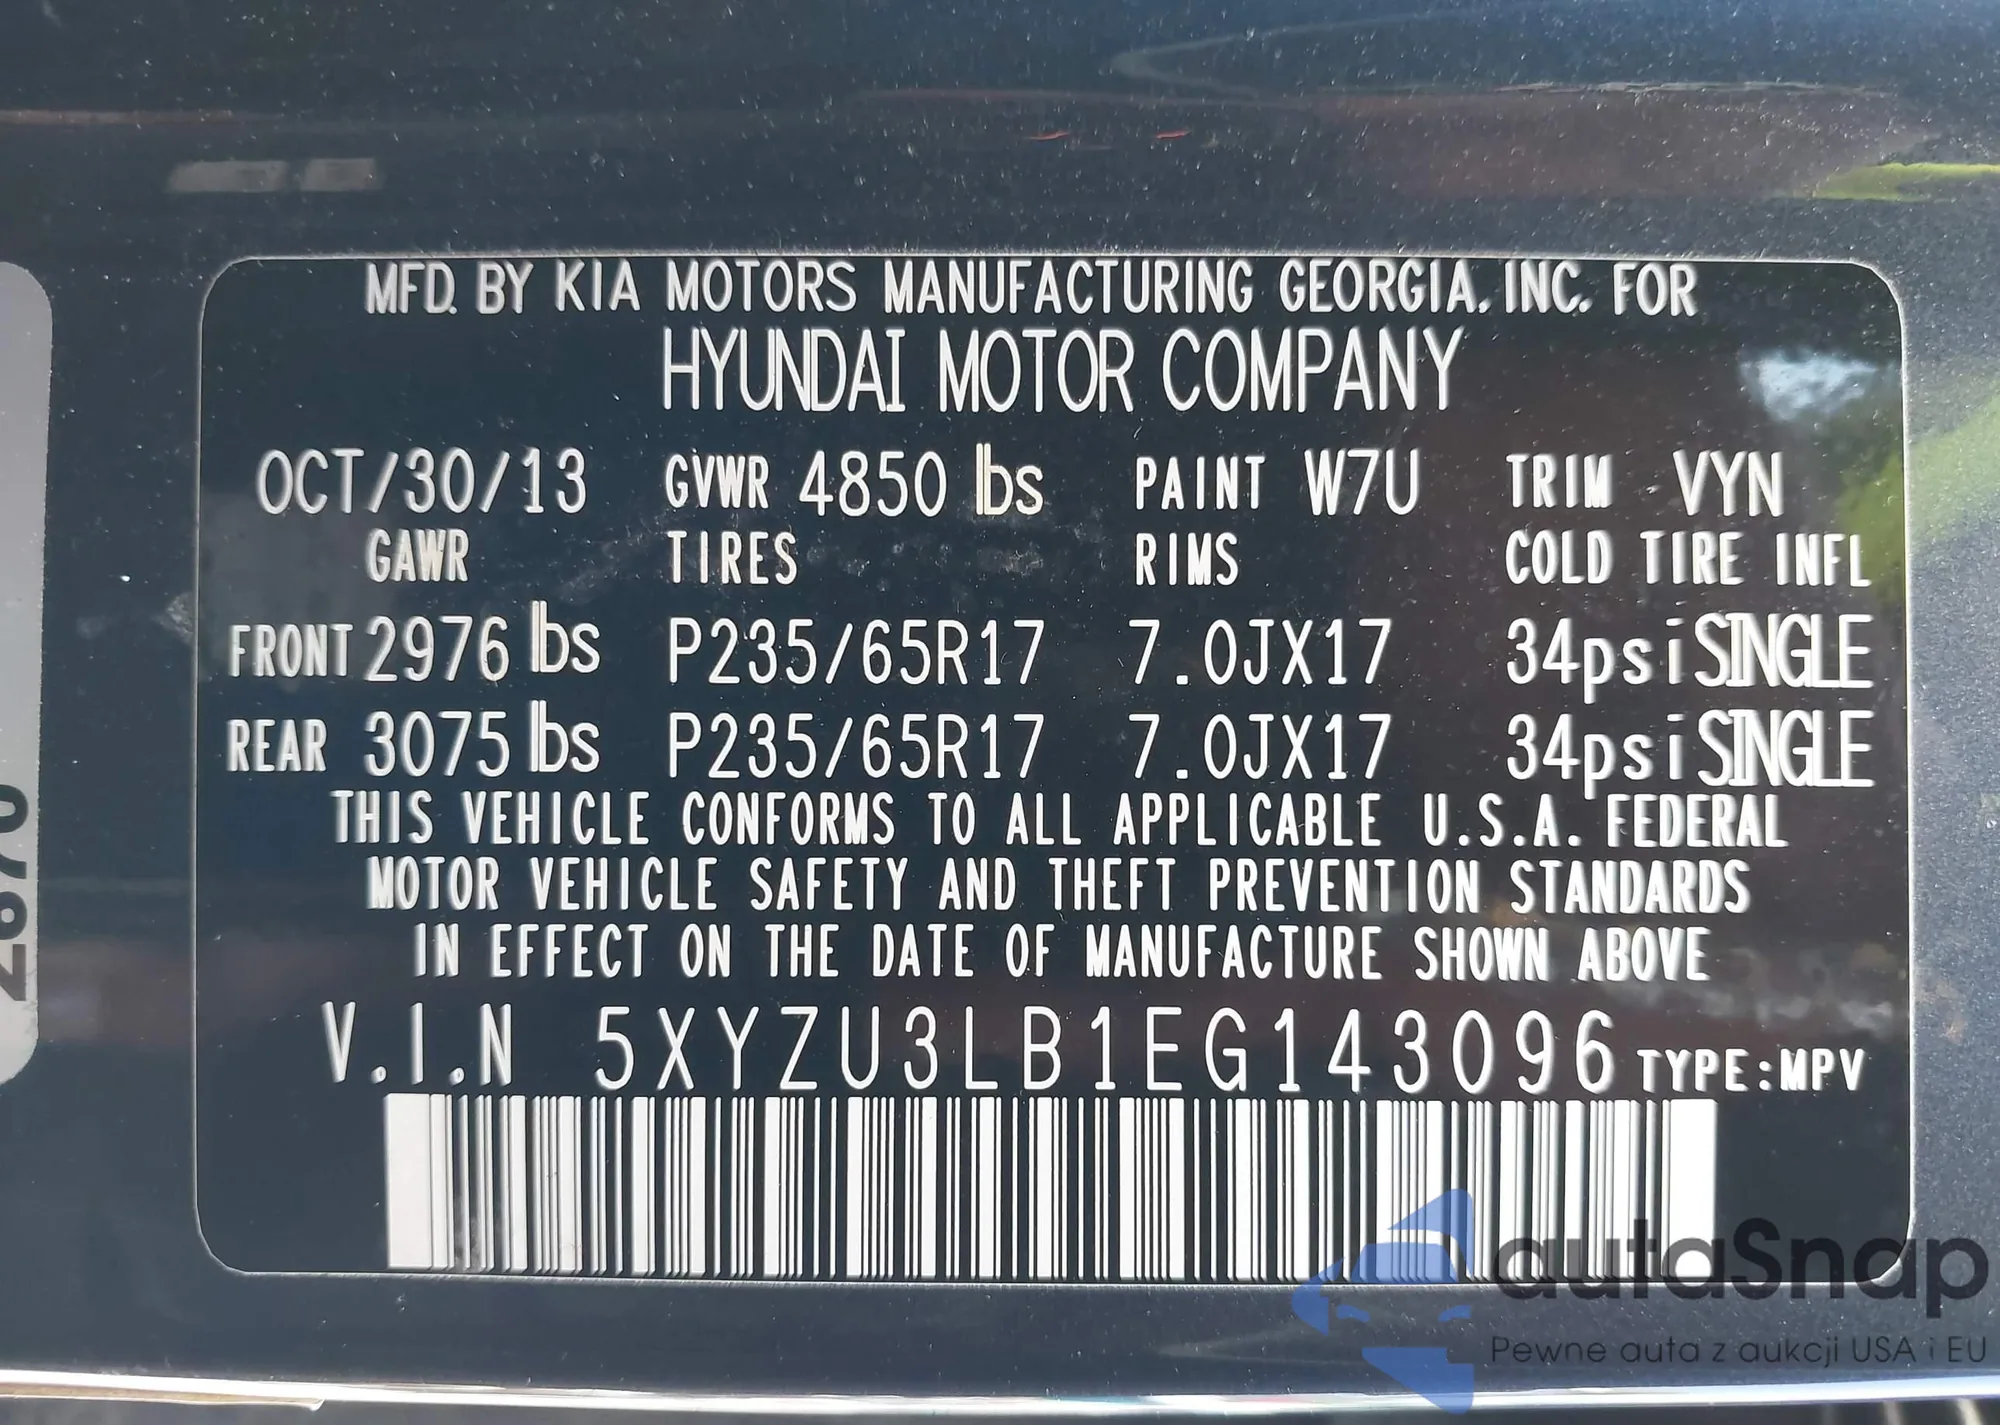 MFD. BY KIA MOTORS MANUFACTURING GEORGIA, INC. FOR
HYUNDAI MOTOR COMPANY
OCT/30/13 GVWR 4850 lbs PAINT W7U TRIM VYN
GAWR TIRES RIMS COLD TIRE INFL
FRONT 2976 lbs P235/65R17 7.0JX17 34psi SINGLE
REAR 3075 lbs P235/65R17 7.0JX17 34psi SINGLE
THIS VEHICLE CONFORMS TO ALL APPLICABLE U.S.A. FEDERAL
MOTOR VEHICLE SAFETY AND THEFT PREVENTION STANDARDS
IN EFFECT ON THE DATE OF MANUFACTURE SHOWN ABOVE
V.I.N 5XYZU3LB1EG143096 TYPE:MPV
autaSnap
Pewne auta z aukcji USA i EU